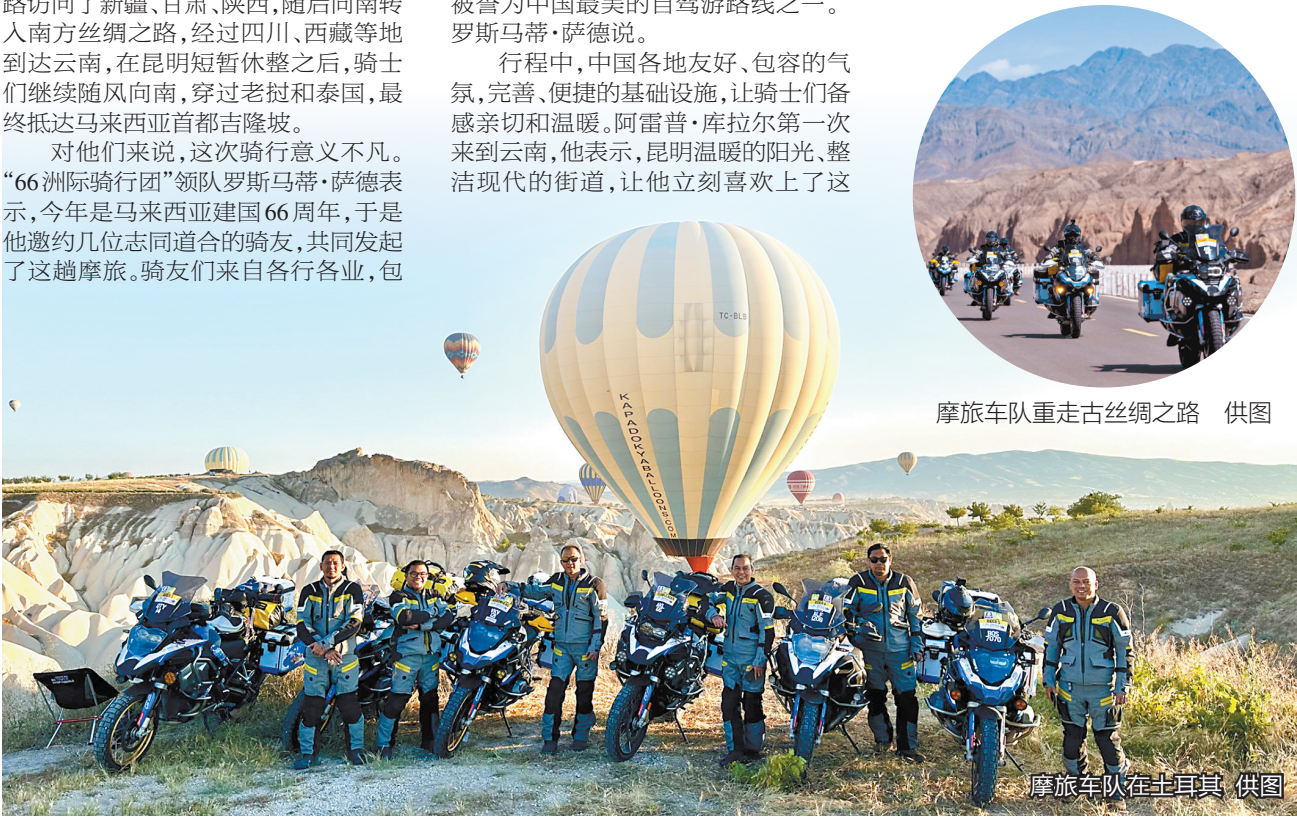 路访问了新疆、甘肃、陕西,随后向南转
入南方丝绸之路,经过四川、西藏等地
到达云南,在昆明短暂休整之后,骑士
们继续随风向南,穿过老挝和泰国,最
终抵达马来西亚首都吉隆坡。
对他们来说,这次骑行意义不凡。
“66洲际骑行团”领队罗斯马蒂·萨德表
示,今年是马来西亚建国66周年,于是
他邀约几位志同道合的骑友,共同发起
了这趟摩旅。骑友们来自各行各业,包
被誉为中国最美的自驾游路线之一。
罗斯马蒂·萨德说。
行程中,中国各地友好、包容的气
氛,完善、便捷的基础设施,让骑士们备
感亲切和温暖。阿雷普·库拉尔第一次
来到云南,他表示,昆明温暖的阳光、整
洁现代的街道,让他立刻喜欢上了这
摩旅车队重走古丝绸之路 供图
TC-BLB
KAPADOKYABALLOONS.COM
摩旅车队在土耳其 供图